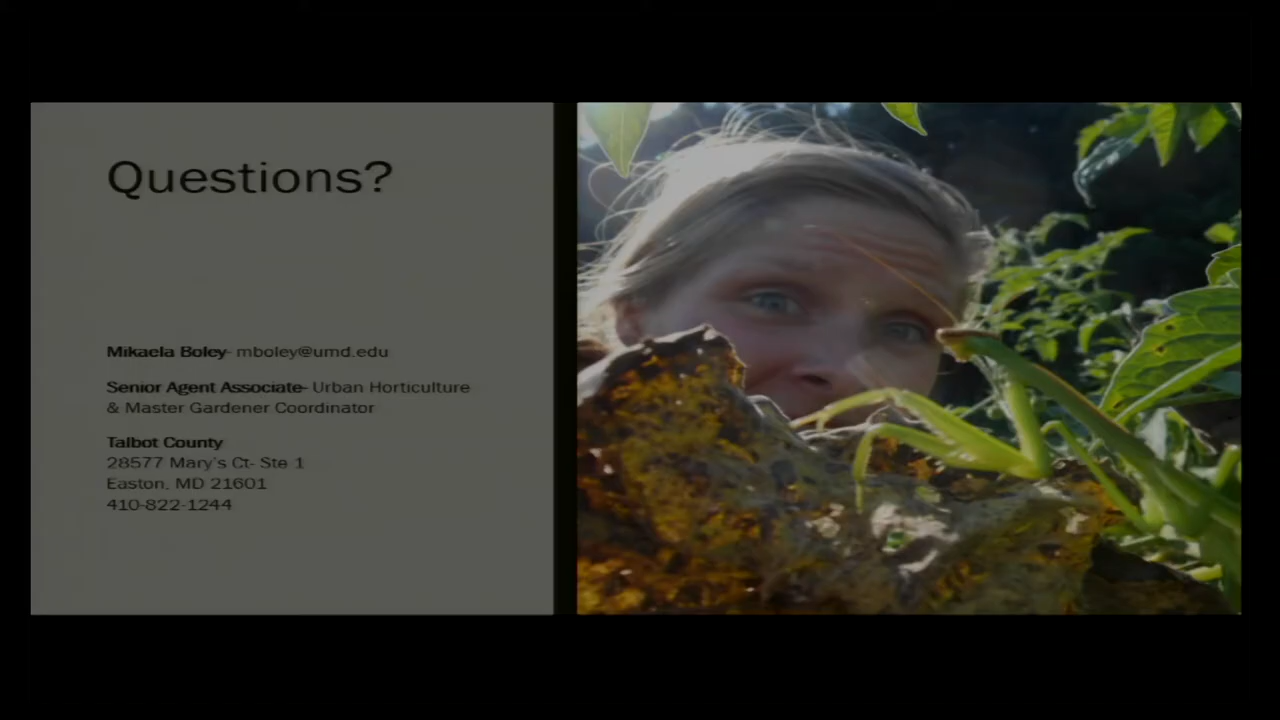 Questions?
Mikaela Boley- mboley@umd.edu
Senior Agent Associate- Urban Horticulture
& Master Gardener Coordinator
Talbot County
28577 Mary's Ct- Ste 1
Easton, MD 21601
410-822-1244